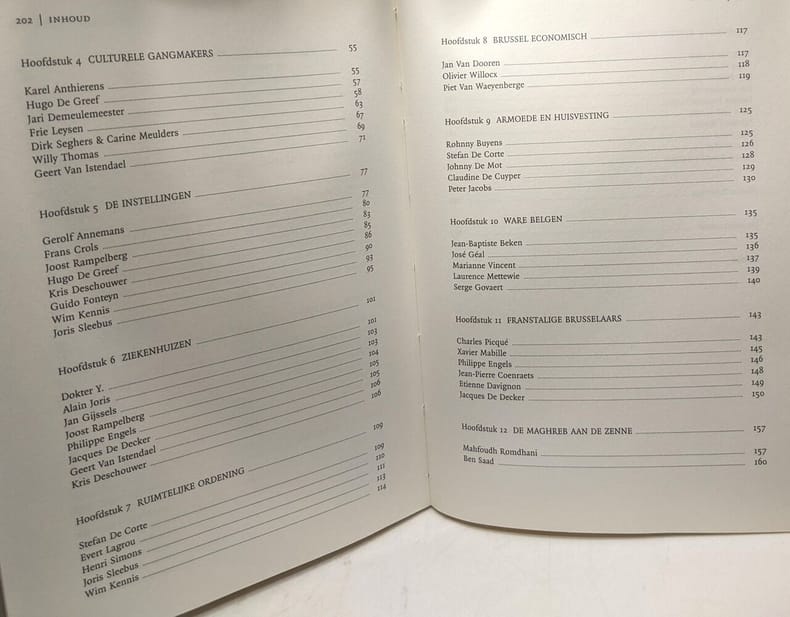 202 | INHOUD
Hoofdstuk 4 CULTURELE GANGMAKERS 55
Karel Anthierens 55
Hugo De Greef 57
Jari Demeulemeester 58
Frie Leysen 63
Dirk Seghers & Carine Meulders 67
Willy Thomas 69
Geert Van Istendael 71
Hoofdstuk 5 DE INSTELLINGEN 77
Gerolf Annemans 77
Frans Crols 80
Joost Rampelberg 83
Hugo De Greef 85
Kris Deschouwer 86
Guido Fonteyn 90
Wim Kennis 93
Joris Sleebus 95
Hoofdstuk 6 ZIEKENHUIZEN 101
Dokter Y. 101
Alain Joris 103
Jan Gijssels 103
Joost Rampelberg 104
Philippe Engels 105
Jacques De Decker 105
Geert Van Istendael 106
Kris Deschouwer 106
Hoofdstuk 7 RUIMTELIJKE ORDENING 109
Stefan De Corte 109
Evert Lagrou 110
Henri Simons 111
Joris Sleebus 113
Wim Kennis 114
Hoofdstuk 8 BRUSSEL ECONOMISCH 117
Jan Van Dooren 117
Olivier Willocx 118
Piet Van Waeyenberge 119
Hoofdstuk 9 ARMOEDE EN HUISVESTING 125
Rohnny Buyens 125
Stefan De Corte 126
Johnny De Mot 128
Claudine De Cuyper 129
Peter Jacobs 130
Hoofdstuk 10 WARE BELGEN 135
Jean-Baptiste Beken 135
José Géal 136
Marianne Vincent 137
Laurence Mettewie 139
Serge Govaert 140
Hoofdstuk 11 FRANSTALIGE BRUSSELAARS 143
Charles Picqué 143
Xavier Mabille 145
Philippe Engels 146
Jean-Pierre Coenraets 148
Etienne Davignon 149
Jacques De Decker 150
Hoofdstuk 12 DE MAGHREB AAN DE ZENNE 157
Mahfoudh Romdhani 157
Ben Saad 160